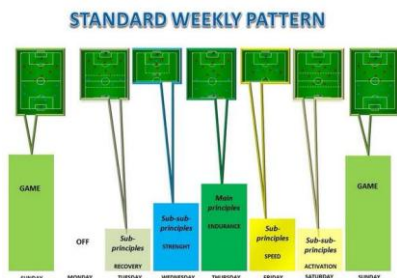 STANDARD WEEKLY PATTERN
GAME
OFF
Sub-
principles
RECOVERY
Sub-sub-
principles
STRENGHT
Main
principles
ENDURANCE
Sub-
principles
SPEED
Sub-sub-
principles
ACTIVATION
GAME
SUNDAY MONDAY TUESDAY WEDNESDAY THURSDAY FRIDAY SATURDAY SUNDAY